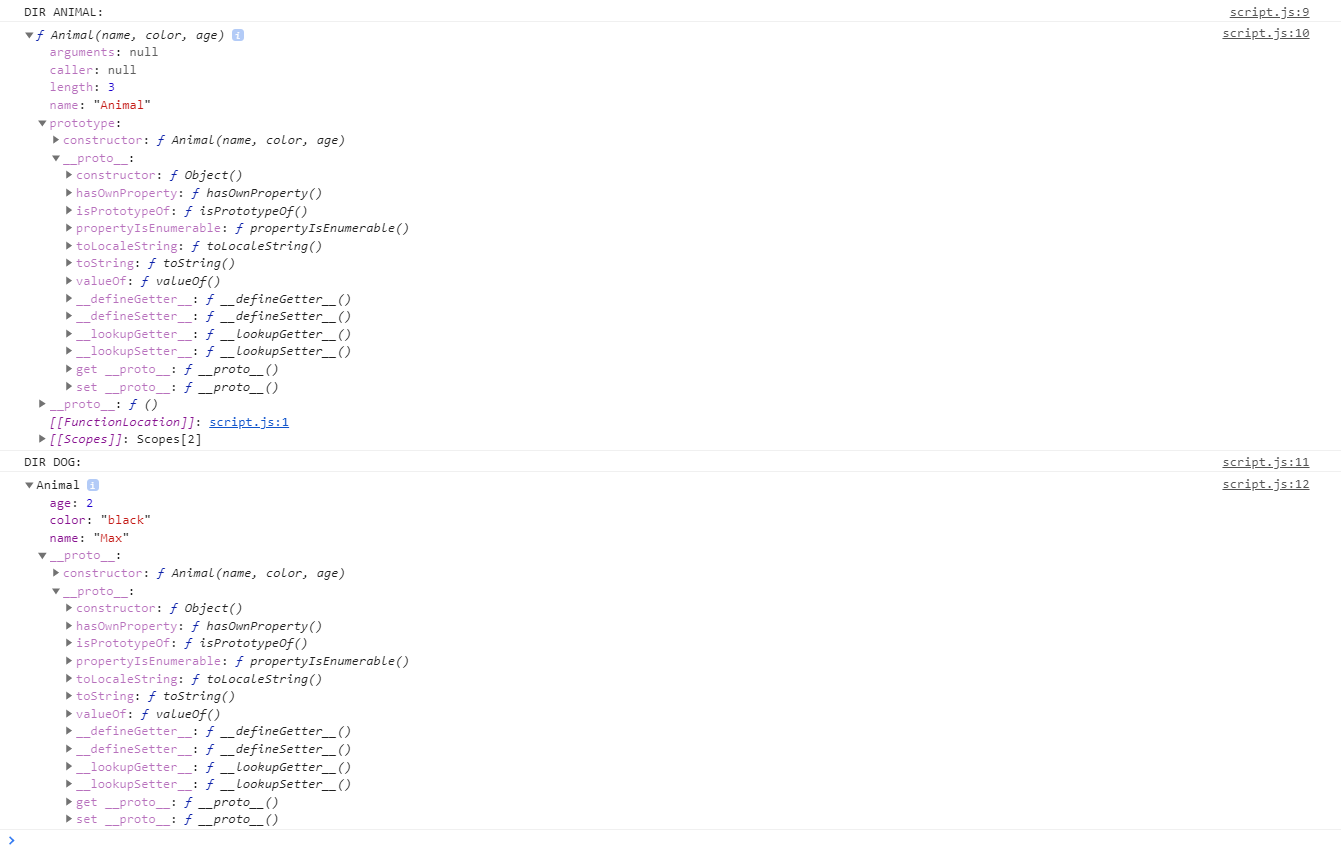 DIR ANIMAL: script.js:9
ƒ Animal(name, color, age) i script.js:10
arguments: null
caller: null
length: 3
name: "Animal"
prototype:
constructor: ƒ Animal(name, color, age)
__proto__:
constructor: ƒ Object()
hasOwnProperty: ƒ hasOwnProperty()
isPrototypeOf: ƒ isPrototypeOf()
propertyIsEnumerable: ƒ propertyIsEnumerable()
toLocaleString: ƒ toLocaleString()
toString: ƒ toString()
valueOf: ƒ valueOf()
__defineGetter__: ƒ __defineGetter__()
__defineSetter__: ƒ __defineSetter__()
__lookupGetter__: ƒ __lookupGetter__()
__lookupSetter__: ƒ __lookupSetter__()
get __proto__: ƒ __proto__()
set __proto__: ƒ __proto__()
__proto__: ƒ ()
[[FunctionLocation]]: script.js:1
[[Scopes]]: Scopes[2]
DIR DOG: script.js:11
Animal i script.js:12
age: 2
color: "black"
name: "Max"
__proto__:
constructor: ƒ Animal(name, color, age)
__proto__:
constructor: ƒ Object()
hasOwnProperty: ƒ hasOwnProperty()
isPrototypeOf: ƒ isPrototypeOf()
propertyIsEnumerable: ƒ propertyIsEnumerable()
toLocaleString: ƒ toLocaleString()
toString: ƒ toString()
valueOf: ƒ valueOf()
__defineGetter__: ƒ __defineGetter__()
__defineSetter__: ƒ __defineSetter__()
__lookupGetter__: ƒ __lookupGetter__()
__lookupSetter__: ƒ __lookupSetter__()
get __proto__: ƒ __proto__()
set __proto__: ƒ __proto__()